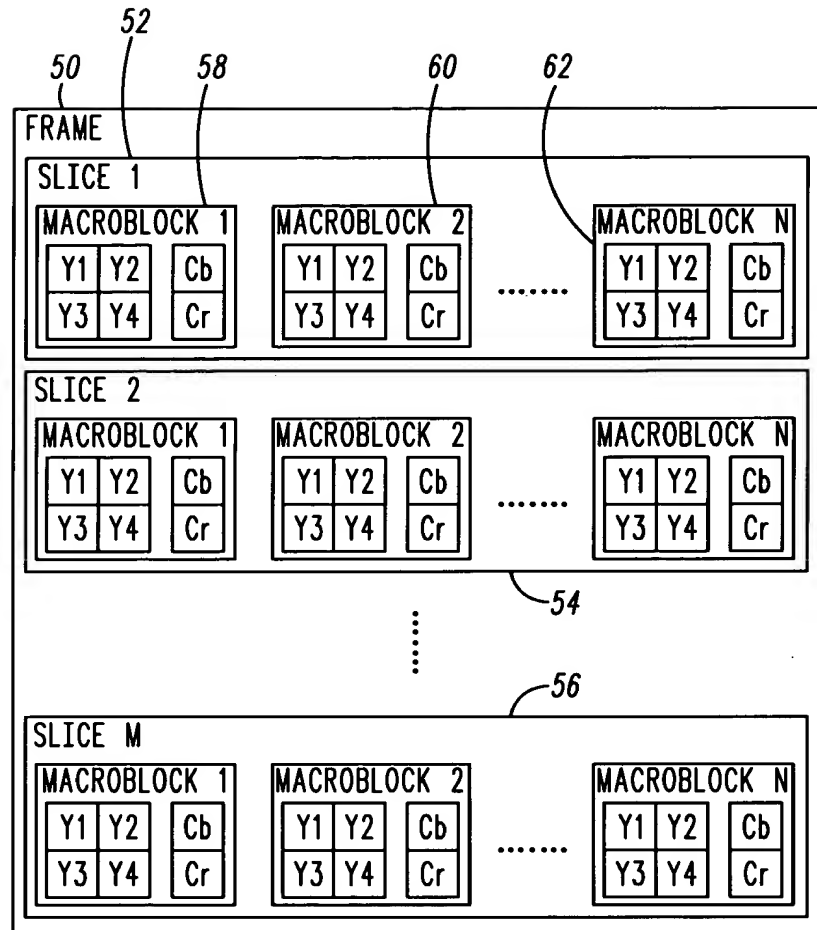 52
50 58 60 62
FRAME
SLICE 1
MACROBLOCK 1 MACROBLOCK 2 MACROBLOCK N
Y1 Y2 Cb Y1 Y2 Cb Y1 Y2 Cb
.......
Y3 Y4 Cr Y3 Y4 Cr Y3 Y4 Cr
SLICE 2
MACROBLOCK 1 MACROBLOCK 2 MACROBLOCK N
Y1 Y2 Cb Y1 Y2 Cb Y1 Y2 Cb
.......
Y3 Y4 Cr Y3 Y4 Cr Y3 Y4 Cr
54
56
SLICE M
MACROBLOCK 1 MACROBLOCK 2 MACROBLOCK N
Y1 Y2 Cb Y1 Y2 Cb Y1 Y2 Cb
.......
Y3 Y4 Cr Y3 Y4 Cr Y3 Y4 Cr